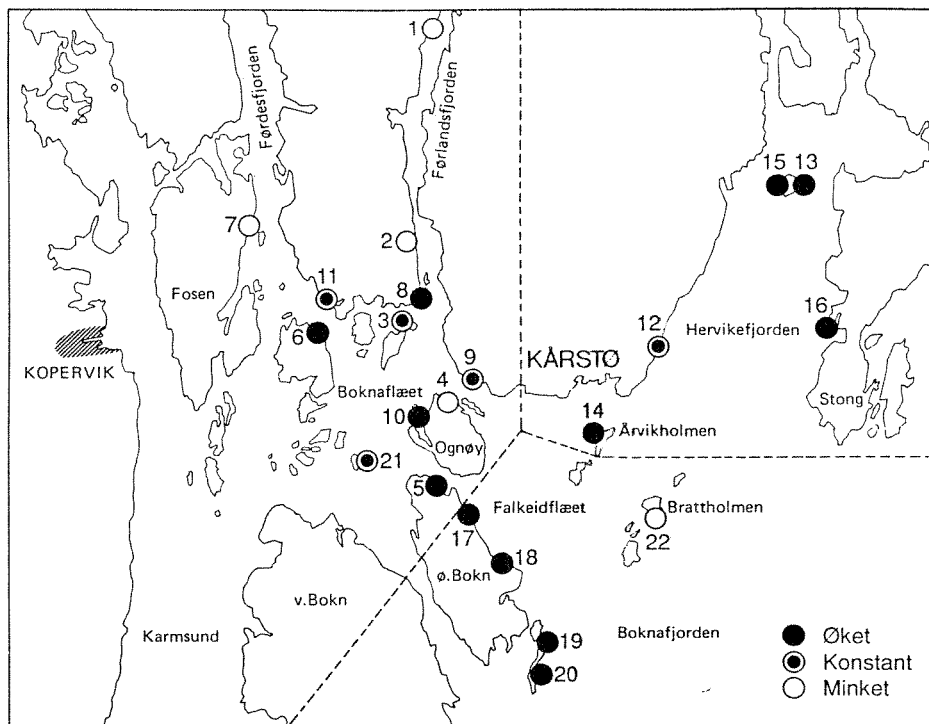 1
Førdesfjorden
Førlandsfjorden
15 13
7
2
Fosen
11
8
3
6
16
12
Hervikefjorden
KOPERVIK
9
KÅRSTØ
Boknaflæet
4
Stong
10
14
Årvikholmen
Ognøy
21
5
Falkeidflæet
Brattholmen
17
22
18
ø.Bokn
v.Bokn
Karmsund
19
Boknafjorden
20
Øket
Konstant
Minket